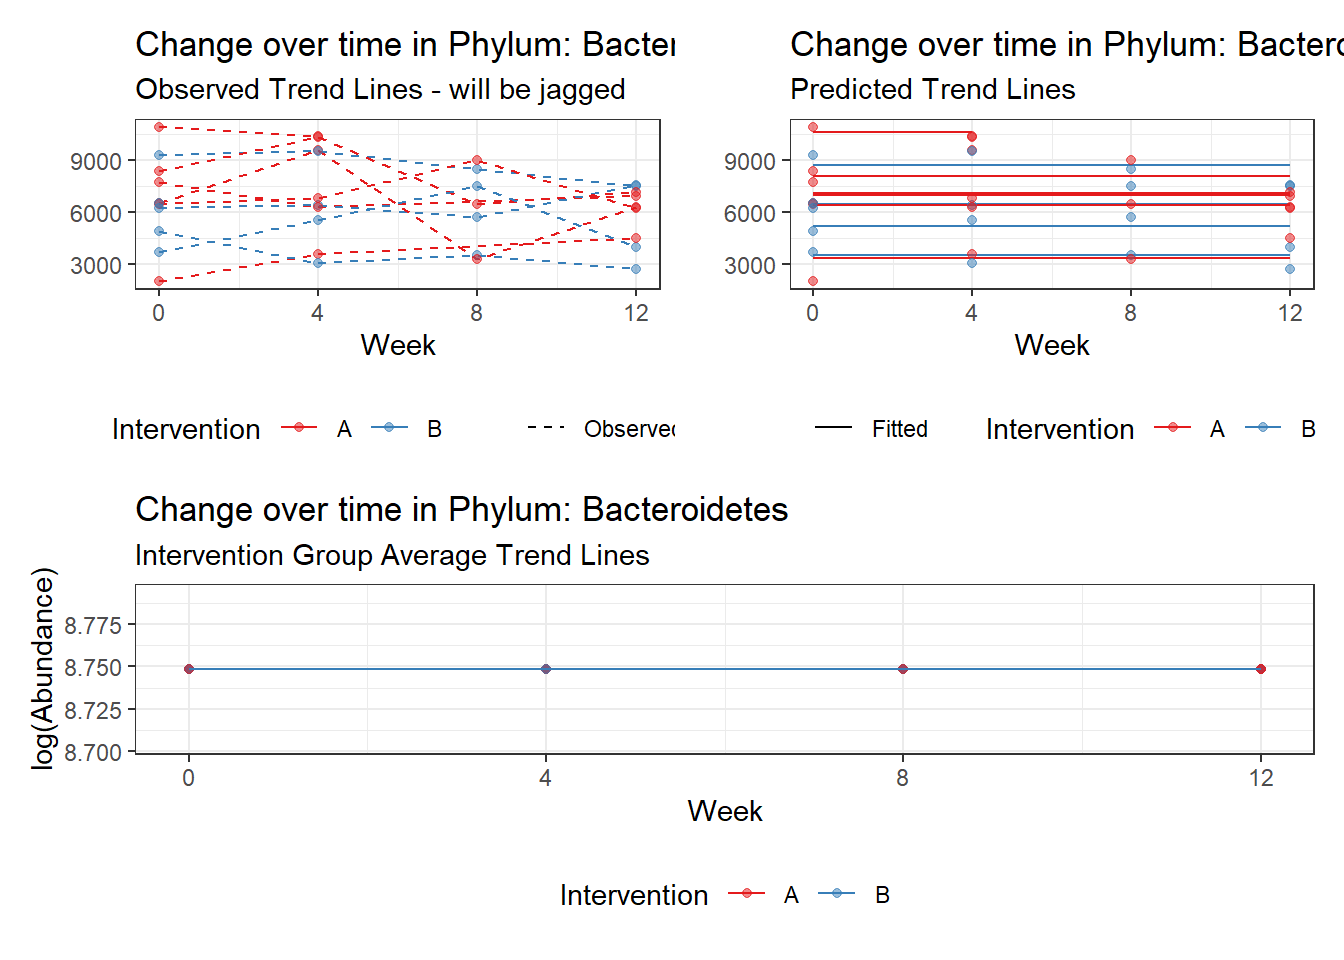 Change over time in Phylum: Bacter
Observed Trend Lines - will be jagged
9000
6000
3000
0 4 8 12
Week
Intervention A B Observed
Change over time in Phylum: Bactero
Predicted Trend Lines
9000
6000
3000
0 4 8 12
Week
Fitted Intervention A B
Change over time in Phylum: Bacteroidetes
Intervention Group Average Trend Lines
log(Abundance)
8.775
8.750
8.725
8.700
0 4 8 12
Week
Intervention A B